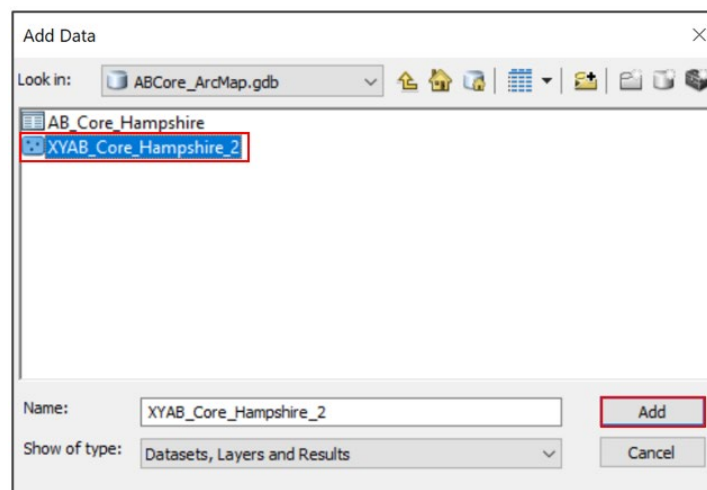 Add Data
Look in: ABCore_ArcMap.gdb
AB_Core_Hampshire
XYAB_Core_Hampshire_2
Name: XYAB_Core_Hampshire_2 Add
Show of type: Datasets, Layers and Results Cancel